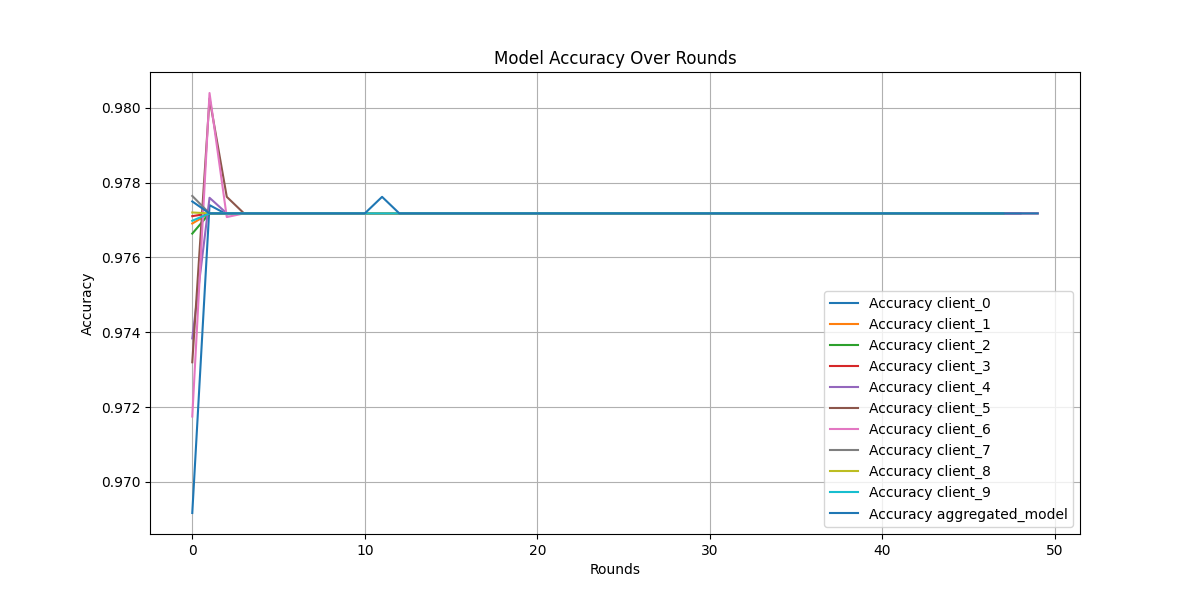 Model Accuracy Over Rounds
Accuracy
0.980
0.978
0.976
0.974
0.972
0.970
Accuracy client_0
Accuracy client_1
Accuracy client_2
Accuracy client_3
Accuracy client_4
Accuracy client_5
Accuracy client_6
Accuracy client_7
Accuracy client_8
Accuracy client_9
Accuracy aggregated_model
0 10 20 30 40 50
Rounds